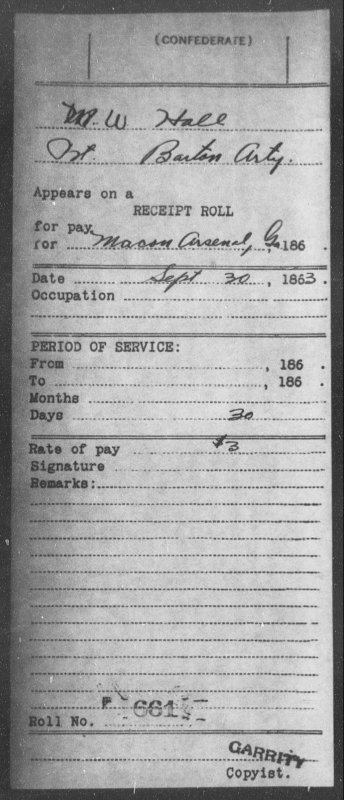 (CONFEDERATE)
M. W Hall
Pvt. Barton Arty.
Appears on a
RECEIPT ROLL
for pay
for Macon Arsenal, Ga, 186 .
Date Sept 30, 1863.
Occupation
PERIOD OF SERVICE:
From , 186 .
To , 186 .
Months
Days 30
Rate of pay $3
Signature
Remarks:
Roll No. 661
GARRITY
Copyist.